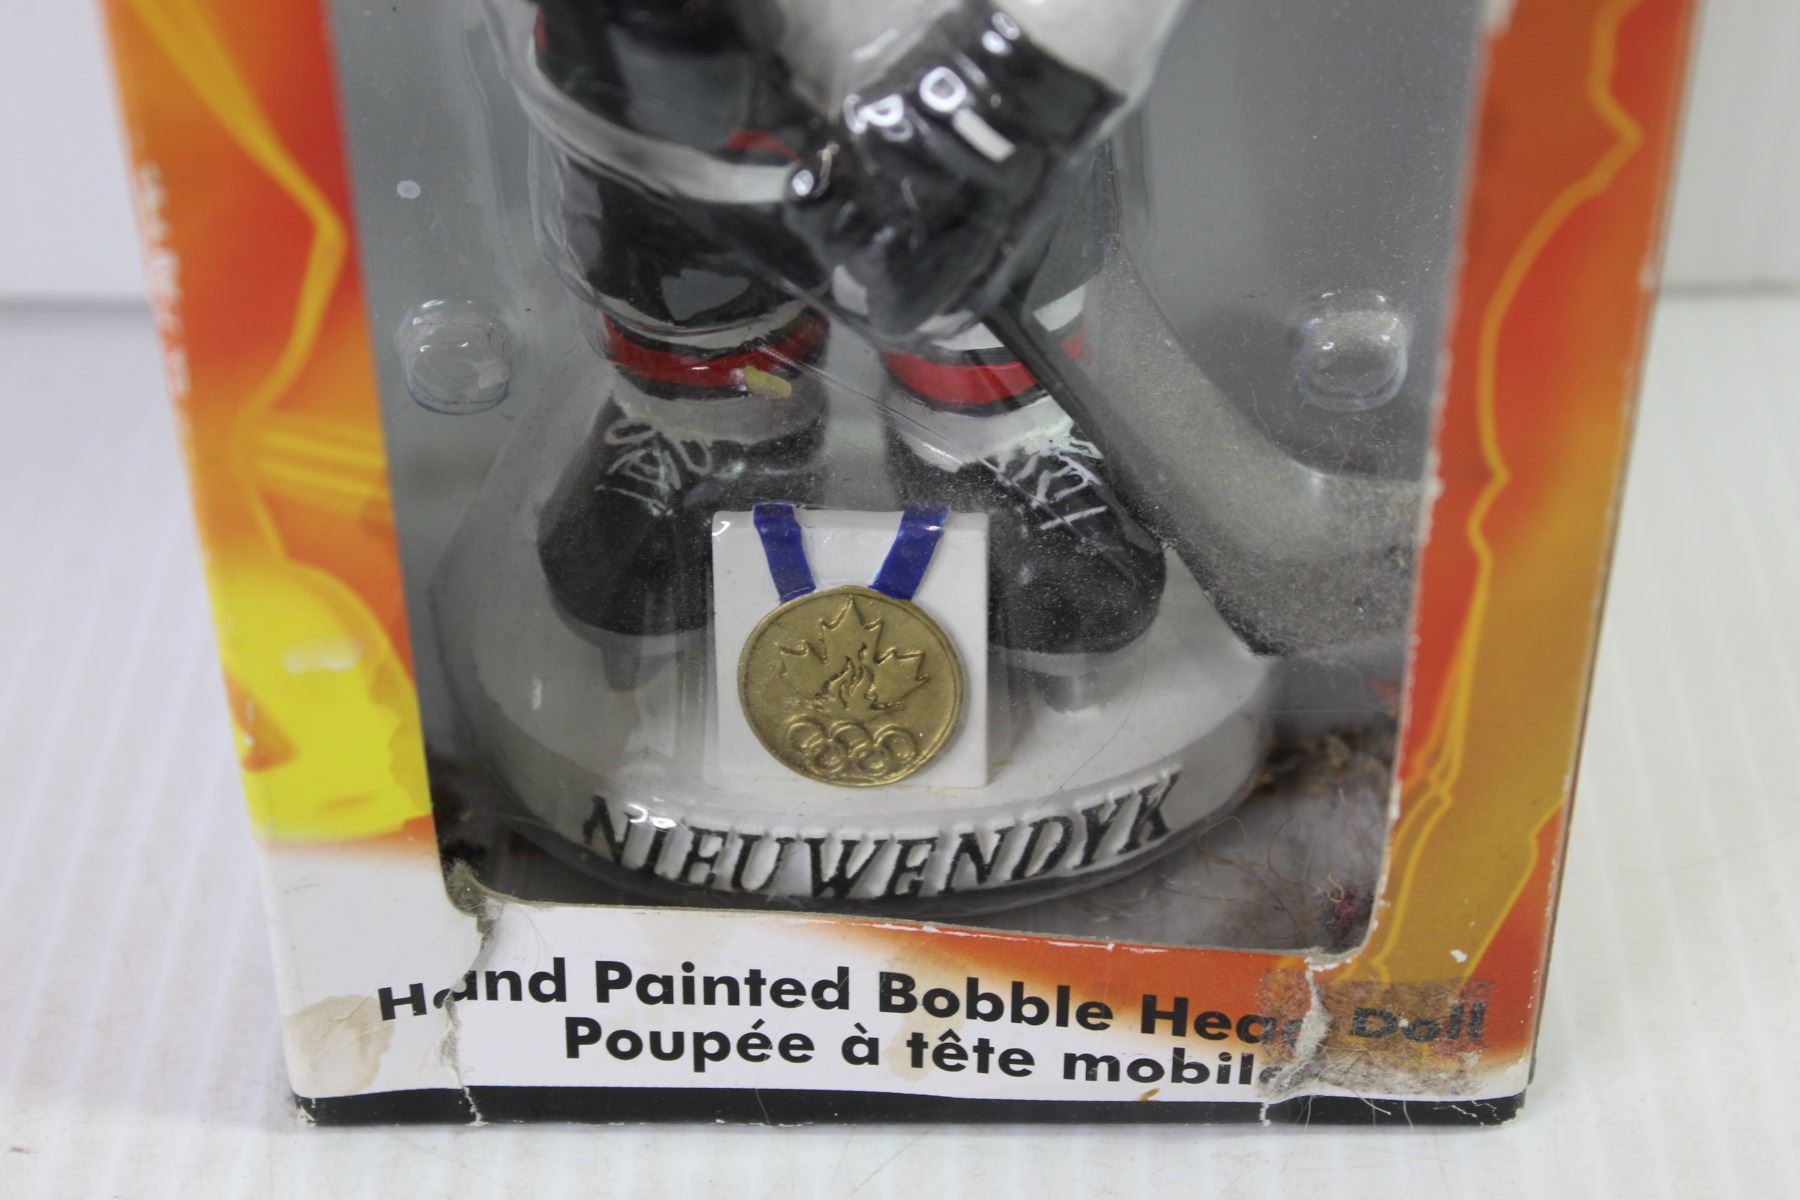 NIEUWENDYK
Hand Painted Bobble Head Doll
Poupée à tête mobile